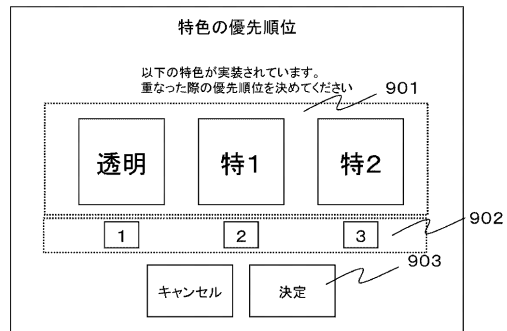 特色の優先順位
以下の特色が実装されています。
重なった際の優先順位を決めてください
901
透明 特1 特2
1 2 3
902
903
キャンセル 決定